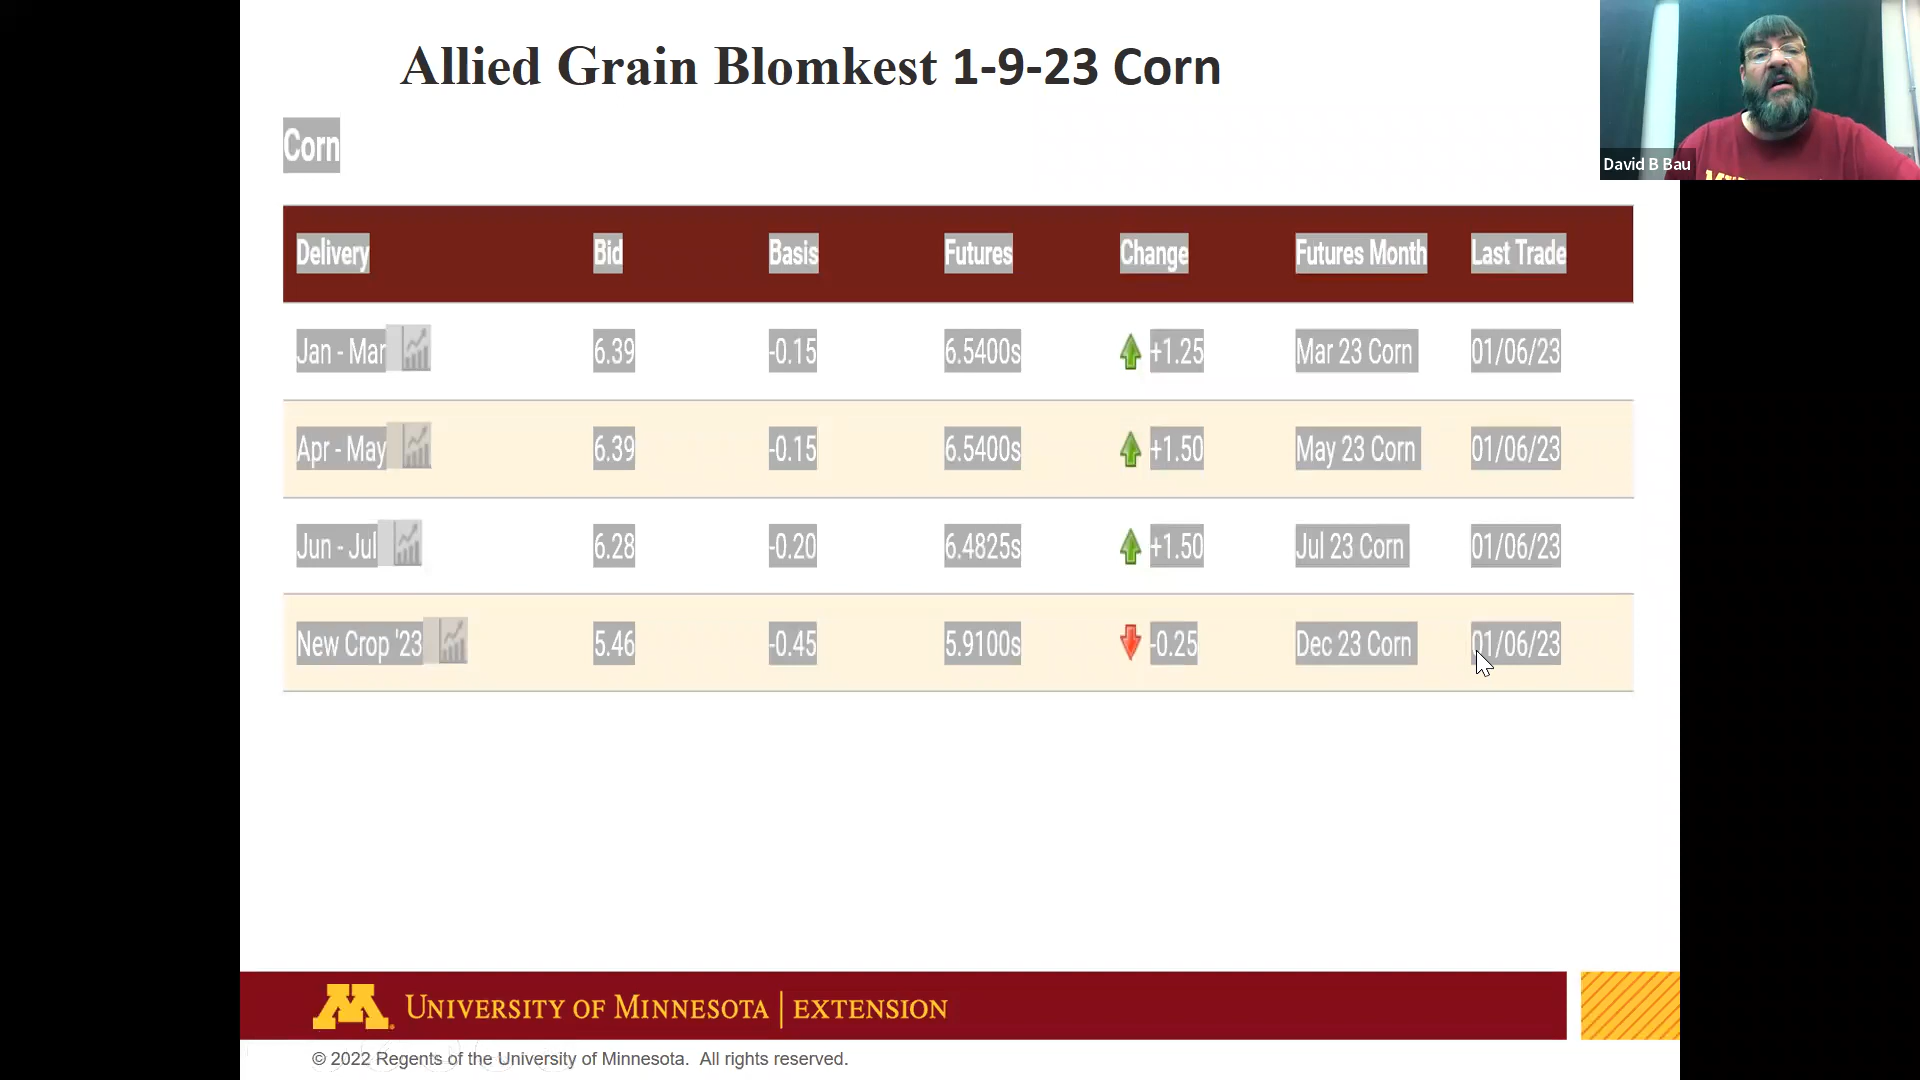 Allied Grain Blomkest 1-9-23 Corn
David B Bau
Corn
Delivery Bid Basis Futures Change Futures Month Last Trade
Jan - Mar 6.39 -0.15 6.5400s +1.25 Mar 23 Corn 01/06/23
Apr - May 6.39 -0.15 6.5400s +1.50 May 23 Corn 01/06/23
Jun - Jul 6.28 -0.20 6.4825s +1.50 Jul 23 Corn 01/06/23
New Crop '23 5.46 -0.45 5.9100s -0.25 Dec 23 Corn 01/06/23
UNIVERSITY OF MINNESOTA | EXTENSION
© 2022 Regents of the University of Minnesota. All rights reserved.